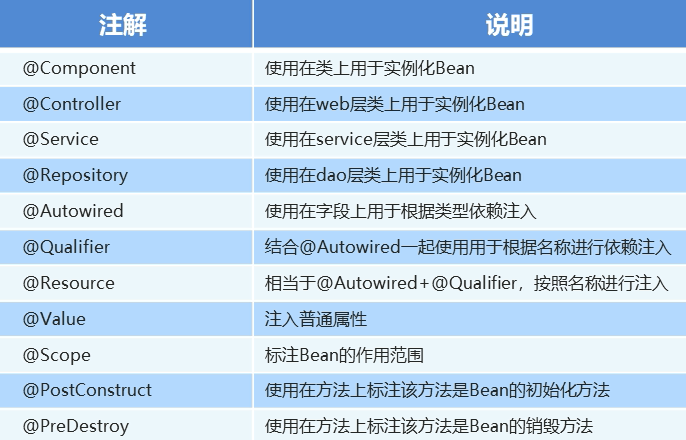 注解 说明
@Component 使用在类上用于实例化Bean
@Controller 使用在web层类上用于实例化Bean
@Service 使用在service层类上用于实例化Bean
@Repository 使用在dao层类上用于实例化Bean
@Autowired 使用在字段上用于根据类型依赖注入
@Qualifier 结合@Autowired一起使用用于根据名称进行依赖注入
@Resource 相当于@Autowired+@Qualifier，按照名称进行注入
@Value 注入普通属性
@Scope 标注Bean的作用范围
@PostConstruct 使用在方法上标注该方法是Bean的初始化方法
@PreDestroy 使用在方法上标注该方法是Bean的销毁方法